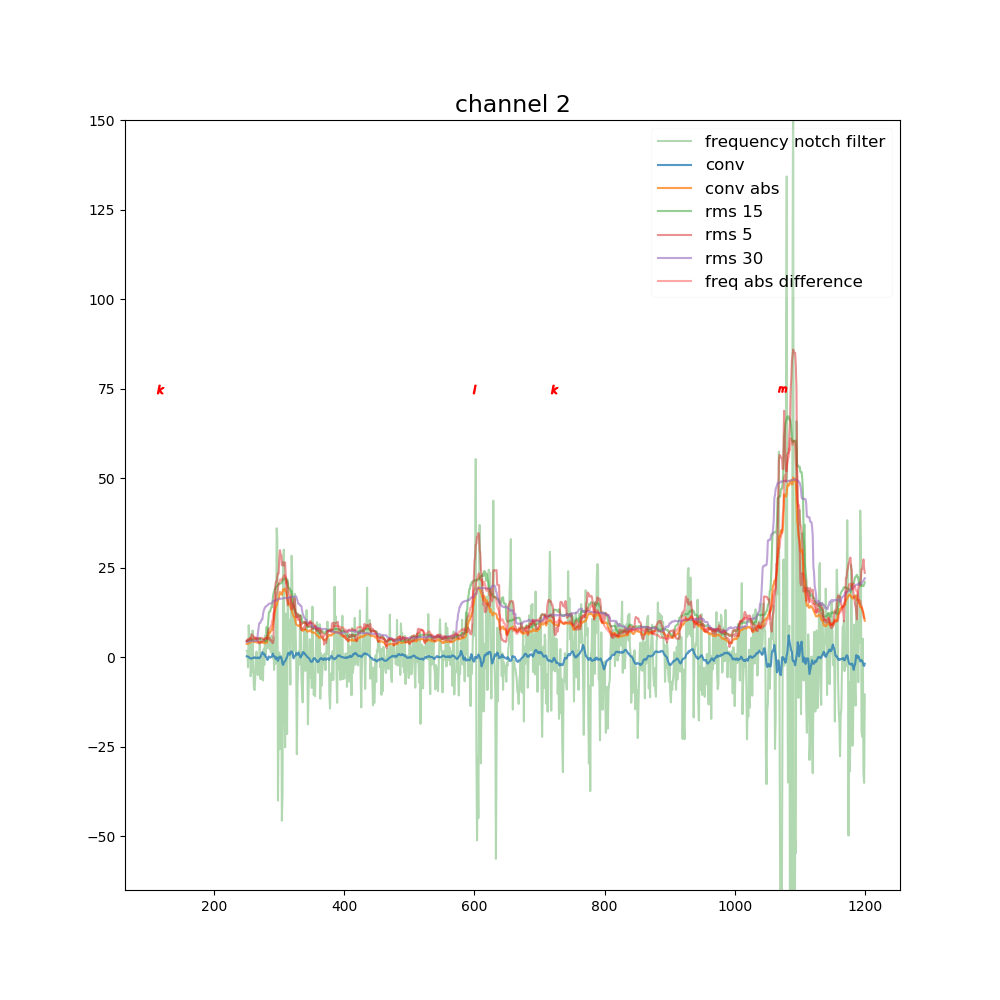 channel 2
150
125
100
75
50
25
0
−25
−50
frequency notch filter
conv
conv abs
rms 15
rms 5
rms 30
freq abs difference
k
l
k
m
200 400 600 800 1000 1200